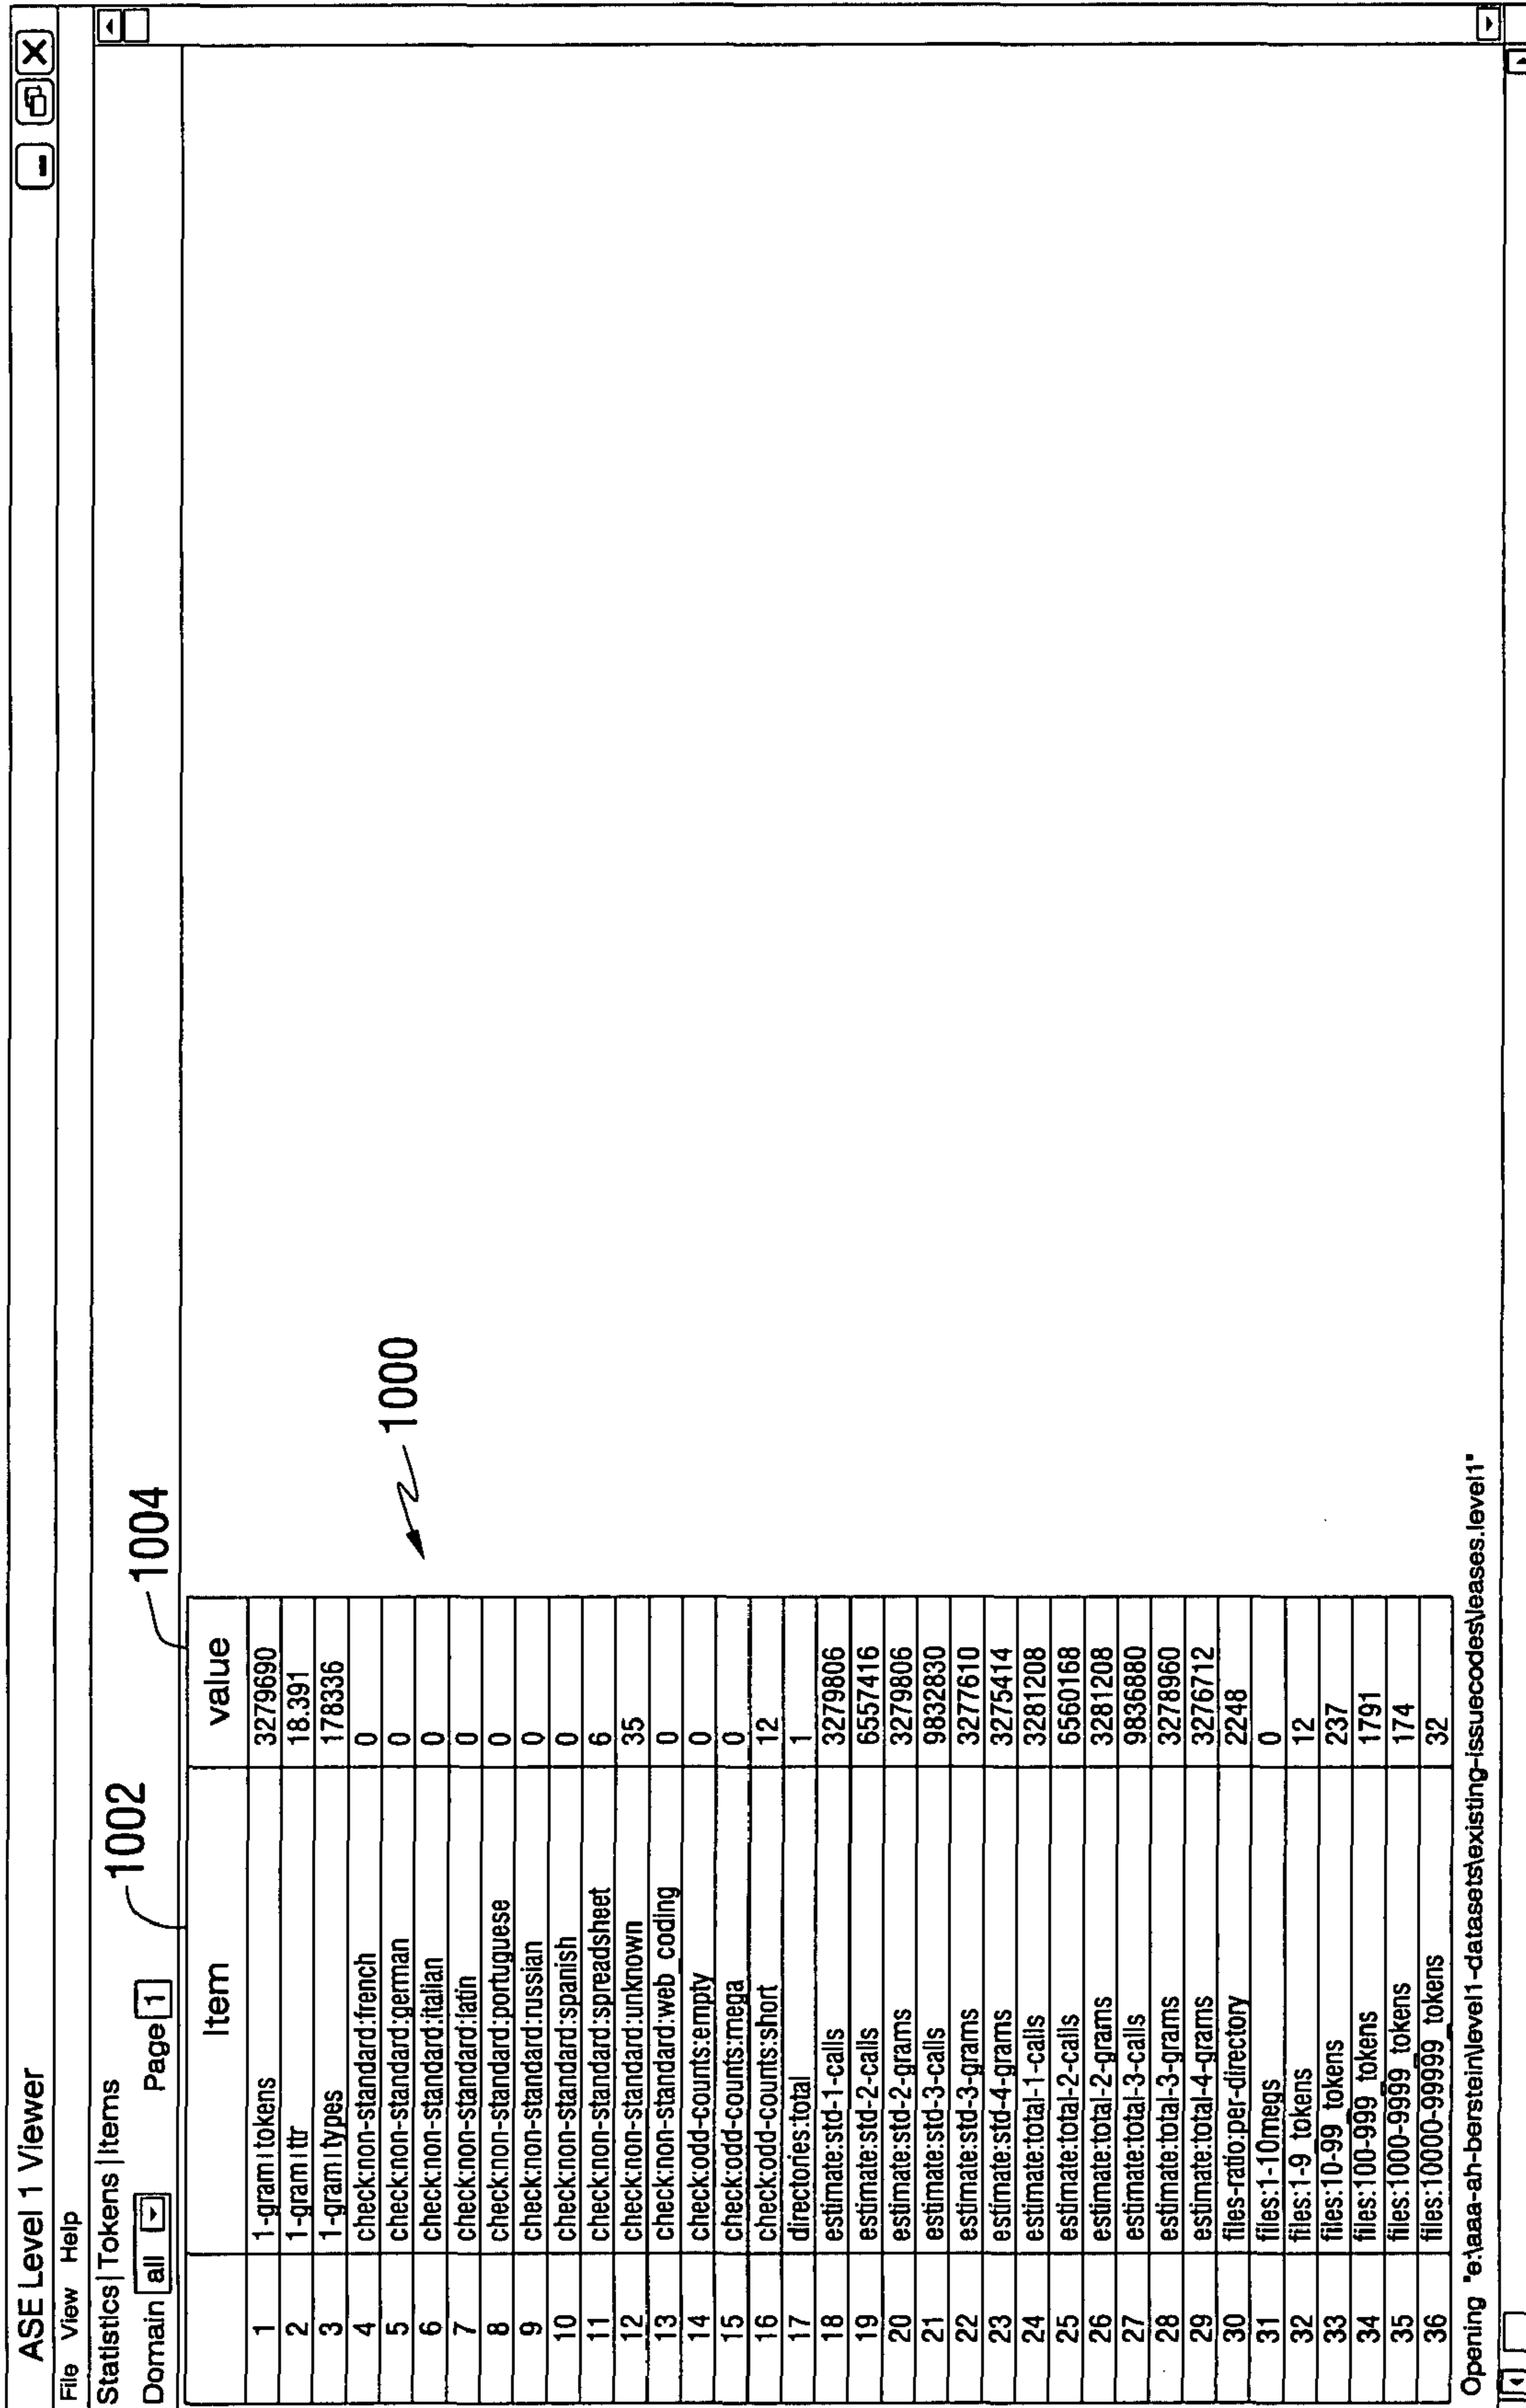 ASE Level 1 Viewer
File View Help
Statistics | Tokens | Items
Domain all Page 1
1002
1004
Item value
1 1-gram|tokens 3279690
2 1-gram|ttr 18.391
3 1-gram|types 178336
4 check:non-standard:french 0
5 check:non-standard:german 0
6 check:non-standard:italian 0
7 check:non-standard:latin 0
8 check:non-standard:portuguese 0
9 check:non-standard:russian 0
10 check:non-standard:spanish 0
11 check:non-standard:spreadsheet 6
12 check:non-standard:unknown 35
13 check:non-standard:web_coding 0
14 check:odd-counts:empty 0
15 check:odd-counts:mega 0
16 check:odd-counts:short 12
17 directories:total 1
18 estimate:std-1-calls 3279806
19 estimate:std-2-calls 6557416
20 estimate:std-2-grams 3279806
21 estimate:std-3-calls 9832830
22 estimate:std-3-grams 3277610
23 estimate:std-4-grams 3275414
24 estimate:total-1-calls 3281208
25 estimate:total-2-calls 6560168
26 estimate:total-2-grams 3281208
27 estimate:total-3-calls 9836880
28 estimate:total-3-grams 3278960
29 estimate:total-4-grams 3276712
30 files-ratio:per-directory 2248
31 files:1-10megs 0
32 files:1-9_tokens 12
33 files:10-99_tokens 237
34 files:100-999_tokens 1791
35 files:1000-9999_tokens 174
36 files:10000-99999_tokens 32
1000
Opening "e:\aaa-ah-berstein\level1-datasets\existing-issuecodes\leases.level1"